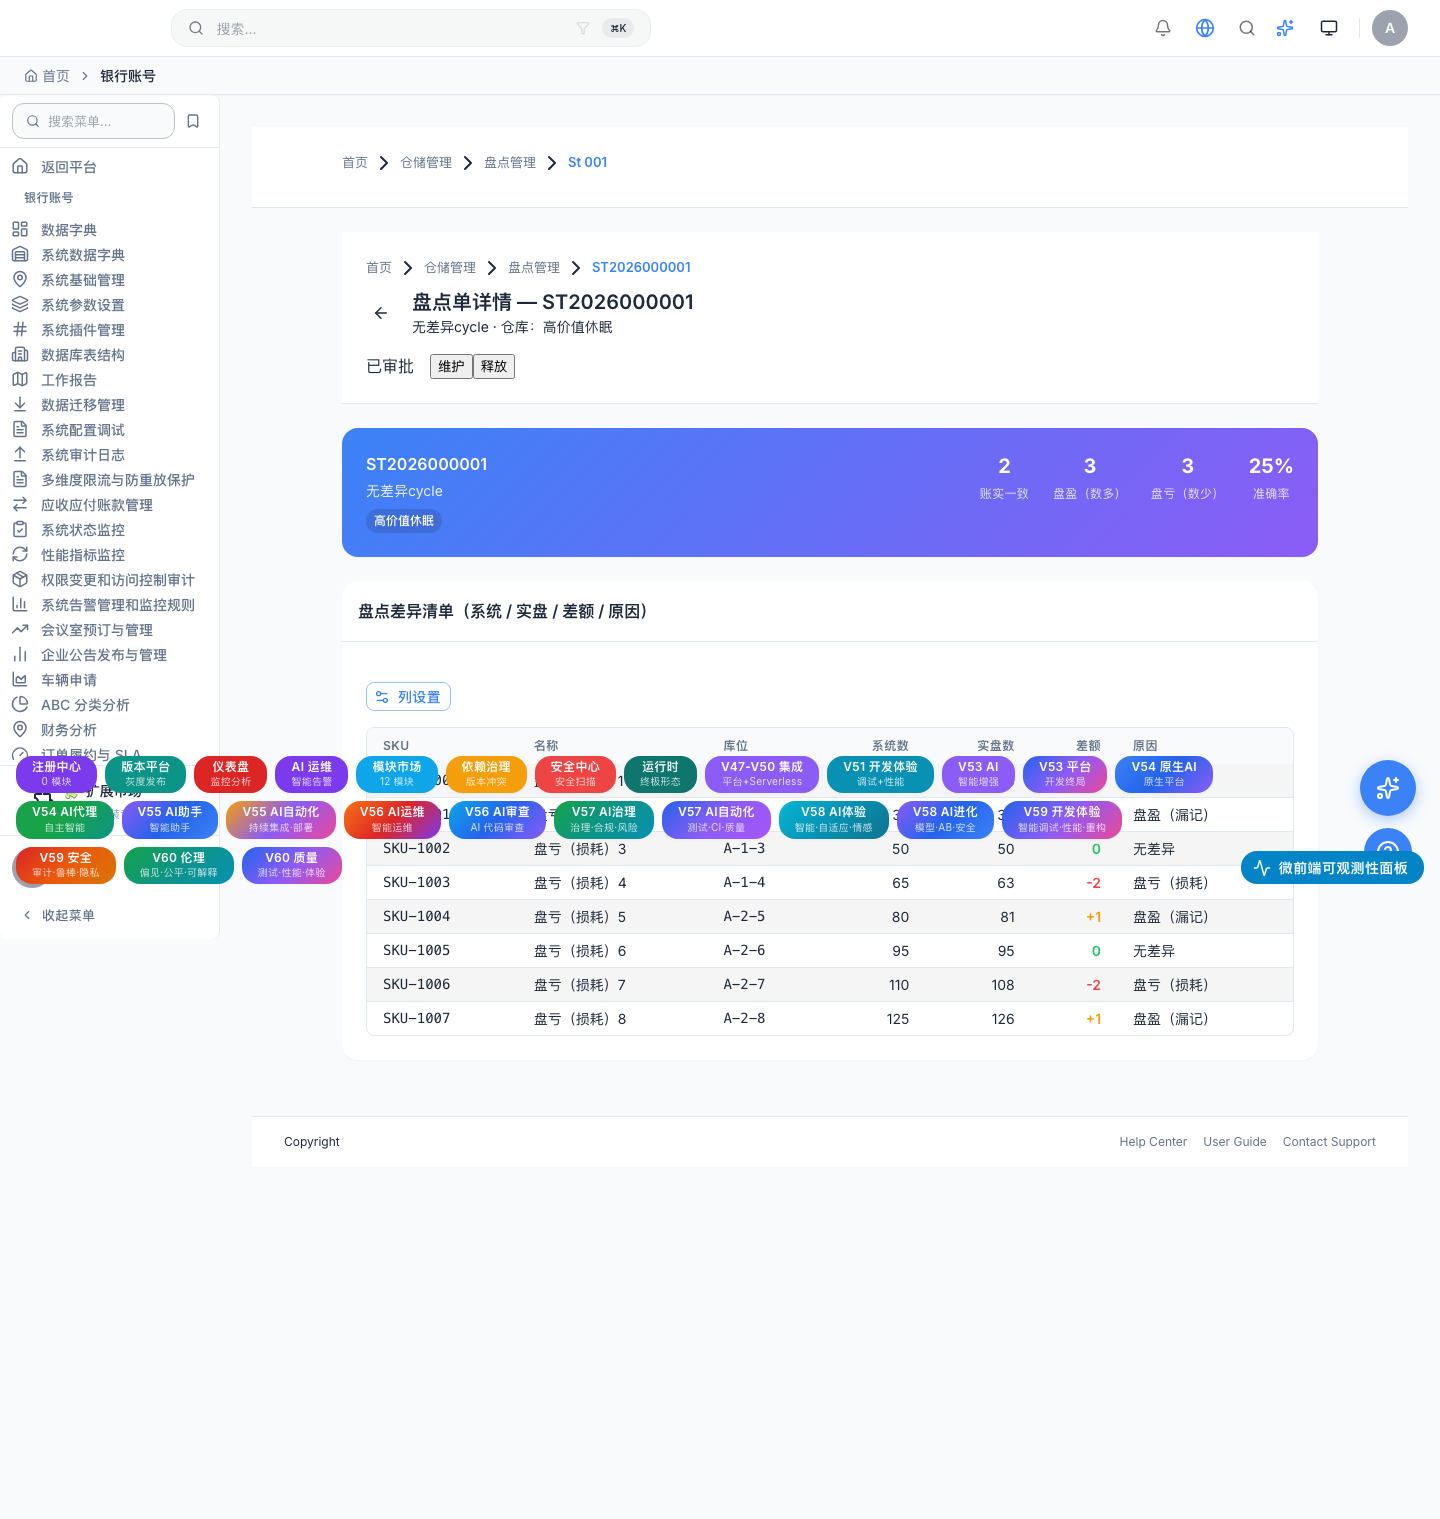 搜索...
⌘K
A
首页
银行账号
搜索菜单...
返回平台
银行账号
数据字典
系统数据字典
系统基础管理
系统参数设置
系统插件管理
数据库表结构
工作报告
数据迁移管理
系统配置调试
系统审计日志
多维度限流与防重放保护
应收应付账款管理
系统状态监控
性能指标监控
权限变更和访问控制审计
系统告警管理和监控规则
会议室预订与管理
企业公告发布与管理
车辆申请
ABC 分类分析
财务分析
订单履约与 SLA
收起菜单
首页 仓储管理 盘点管理 St 001
首页 仓储管理 盘点管理 ST2026000001
盘点单详情 — ST2026000001
无差异cycle · 仓库：高价值休眠
已审批 维护 释放
ST2026000001
无差异cycle
高价值休眠
2
账实一致
3
盘盈（数多）
3
盘亏（数少）
25%
准确率
盘点差异清单（系统 / 实盘 / 差额 / 原因）
列设置
SKU 名称 库位 系统数 实盘数 差额 原因
盘盈（漏记）
SKU-1002 盘亏（损耗）3 A-1-3 50 50 0 无差异
SKU-1003 盘亏（损耗）4 A-1-4 65 63 -2 盘亏（损耗）
SKU-1004 盘亏（损耗）5 A-2-5 80 81 +1 盘盈（漏记）
SKU-1005 盘亏（损耗）6 A-2-6 95 95 0 无差异
SKU-1006 盘亏（损耗）7 A-2-7 110 108 -2 盘亏（损耗）
SKU-1007 盘亏（损耗）8 A-2-8 125 126 +1 盘盈（漏记）
注册中心
0 模块
版本平台
灰度发布
仪表盘
监控分析
AI 运维
智能告警
模块市场
12 模块
依赖治理
版本冲突
安全中心
安全扫描
运行时
终极形态
V47-V50 集成
平台+Serverless
V51 开发体验
调试+性能
V53 AI
智能增强
V53 平台
开发终局
V54 原生AI
原生平台
V54 AI代理
自主智能
V55 AI助手
智能助手
V55 AI自动化
持续集成·部署
V56 AI运维
智能运维
V56 AI审查
AI 代码审查
V57 AI治理
治理·合规·风险
V57 AI自动化
测试·CI·质量
V58 AI体验
智能·自适应·情感
V58 AI进化
模型·AB·安全
V59 开发体验
智能调试·性能·重构
V59 安全
审计·鲁棒·隐私
V60 伦理
偏见·公平·可解释
V60 质量
测试·性能·体验
微前端可观测性面板
Copyright
Help Center User Guide Contact Support